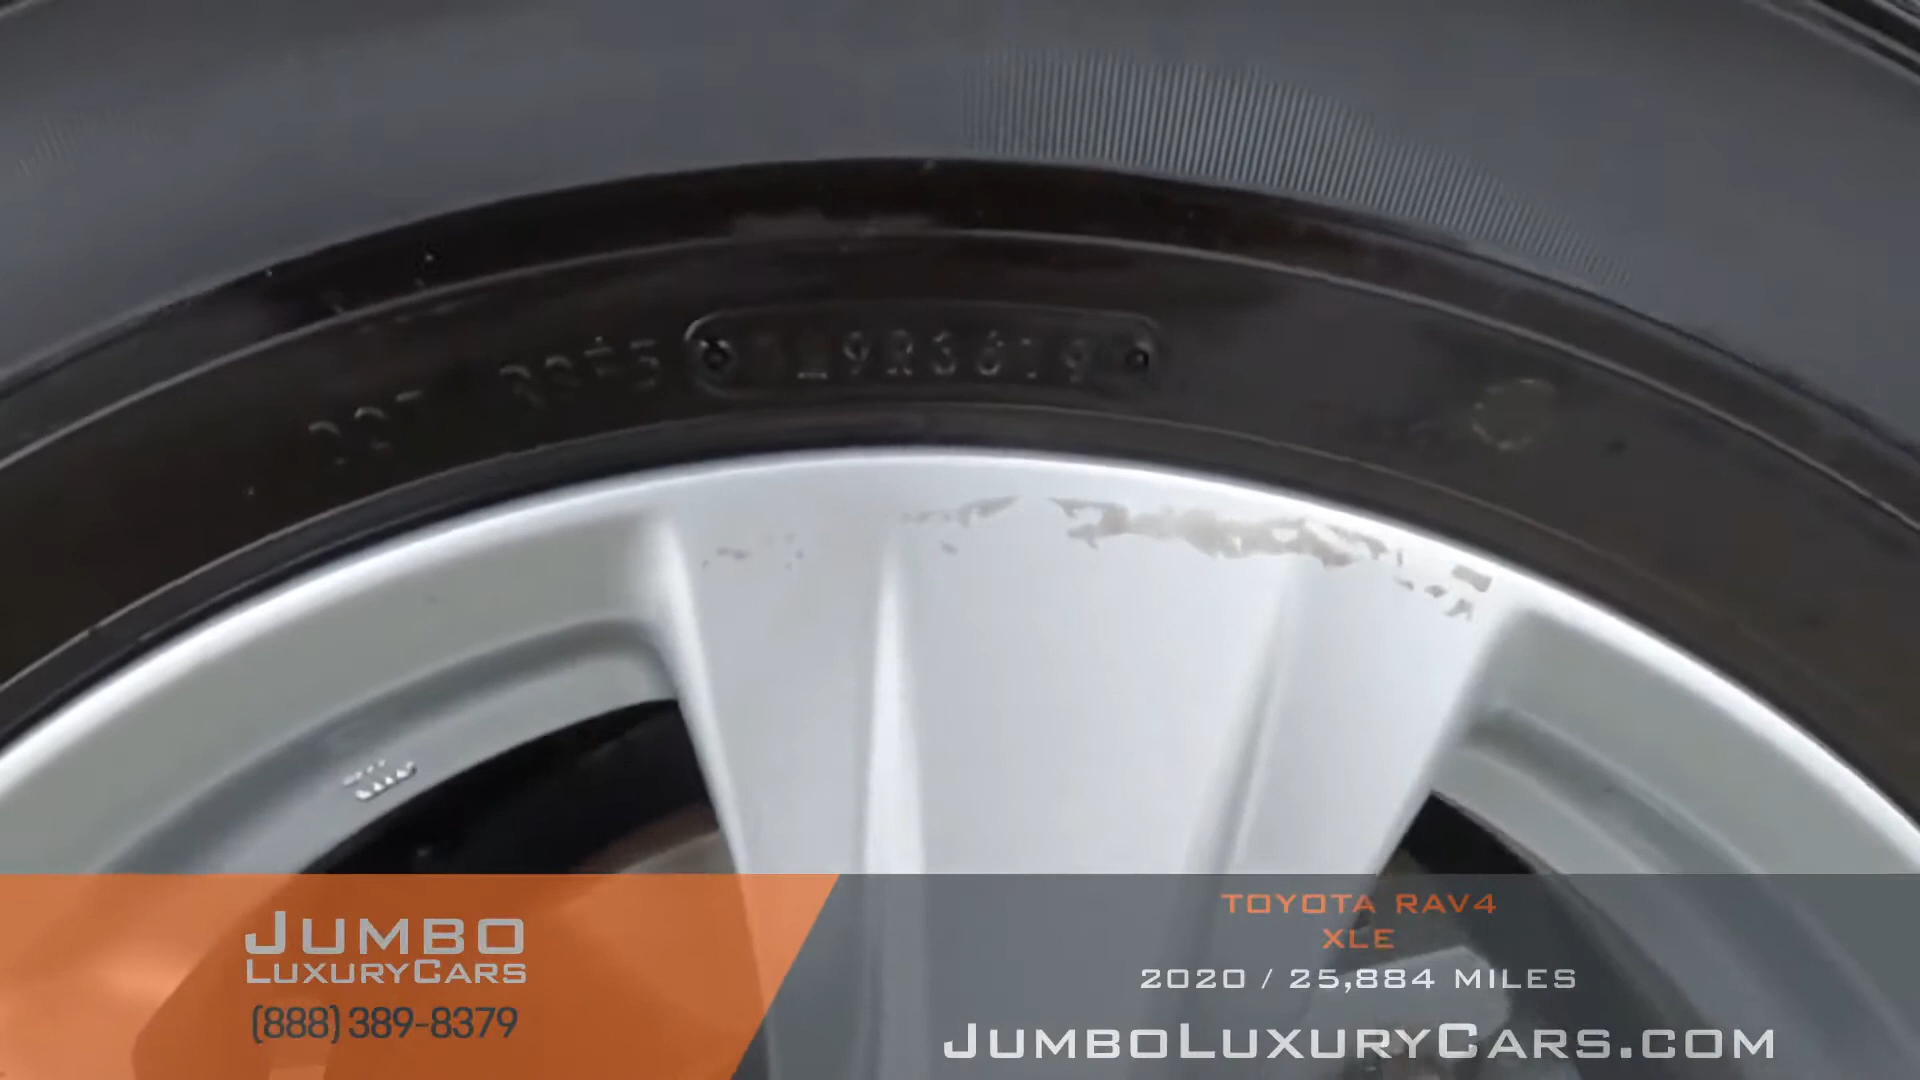 JUMBO
LUXURYCARS
(888) 389-8379
TOYOTA RAV4
XLE
2020 / 25,884 MILES
JUMBOLUXURYCARS.COM